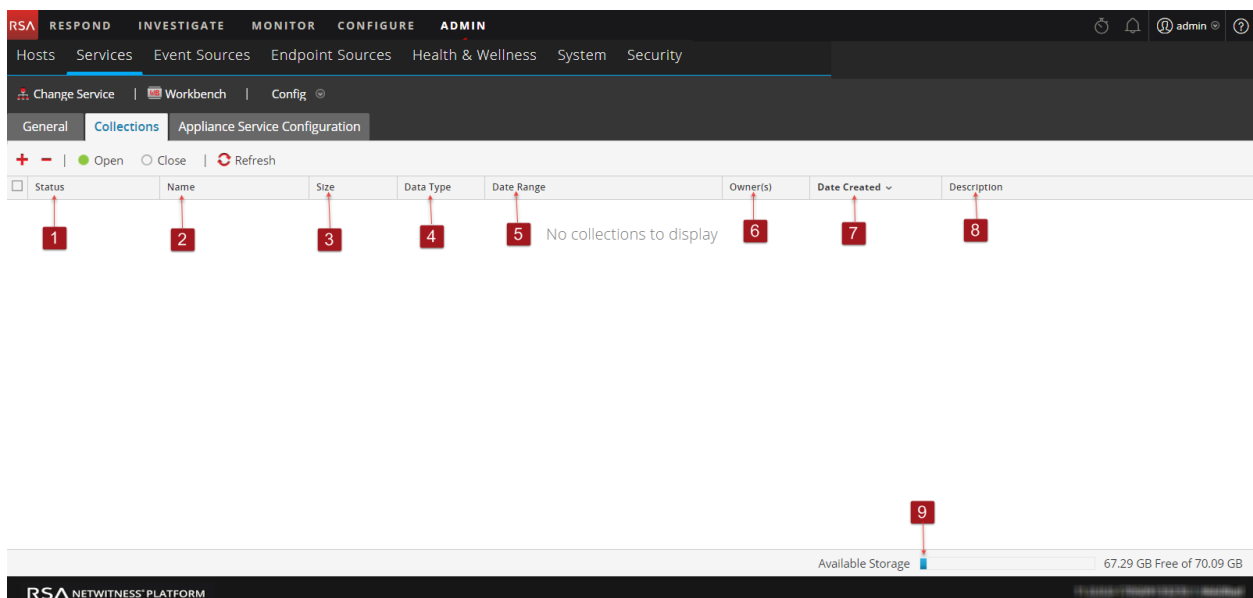 RSA RESPOND INVESTIGATE MONITOR CONFIGURE ADMIN admin ?
Hosts Services Event Sources Endpoint Sources Health & Wellness System Security
Change Service | WB Workbench | Config
General Collections Appliance Service Configuration
+ − | Open Close | Refresh
Status Name Size Data Type Date Range Owner(s) Date Created Description
1 2 3 4 5 No collections to display 6 7 8
9
Available Storage 67.29 GB Free of 70.09 GB
RSA NETWITNESS® PLATFORM